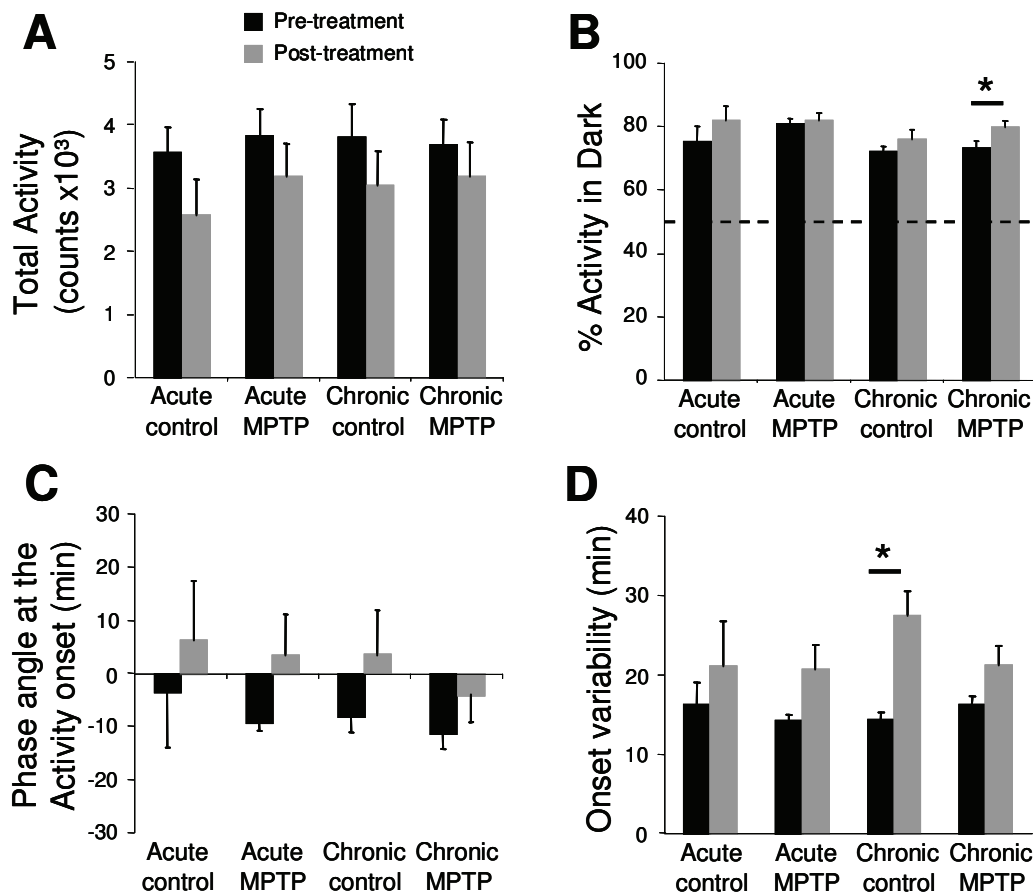 A
Pre-treatment
Post-treatment
Total Activity
(counts x10³)
5
4
3
2
1
0
Acute
control
Acute
MPTP
Chronic
control
Chronic
MPTP
B
% Activity in Dark
100
80
60
40
20
0
*
Acute
control
Acute
MPTP
Chronic
control
Chronic
MPTP
C
Phase angle at the
Activity onset (min)
30
20
10
0
-10
-20
-30
Acute
control
Acute
MPTP
Chronic
control
Chronic
MPTP
D
Onset variability (min)
40
30
20
10
0
*
Acute
control
Acute
MPTP
Chronic
control
Chronic
MPTP